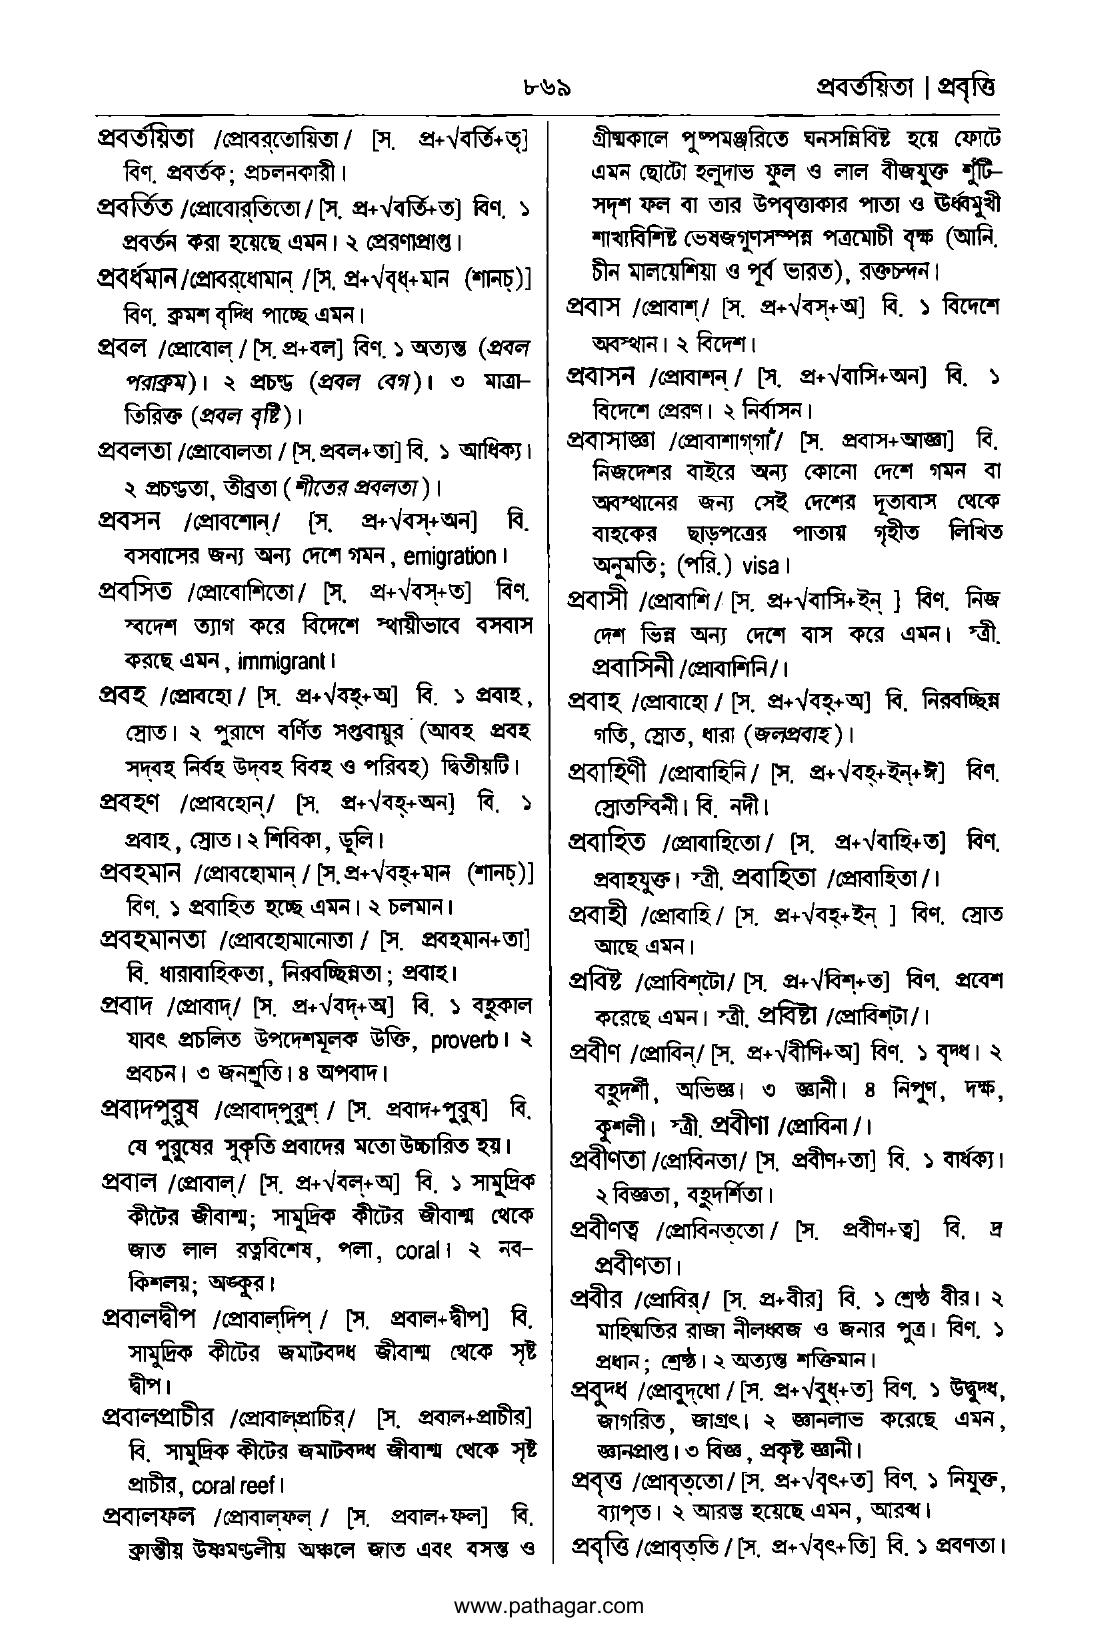 ৮৬৯
প্রবর্তয়িতা | প্রবৃত্তি
প্রবর্তয়িতা /প্রোবর্‌তোয়িতা/ [স. প্র+√বর্তি+তৃ]
বিণ. প্রবর্তক; প্রচলনকারী।
প্রবর্তিত /প্রোবোর্‌তিতো/ [স. প্র+√বর্তি+ত] বিণ. ১
প্রবর্তন করা হয়েছে এমন। ২ প্রেরণাপ্রাপ্ত।
প্রবর্ধমান /প্রোবর্‌ধোমান্‌ /[স. প্র+√বৃধ্‌+মান (শানচ্‌)]
বিণ. ক্রমশ বৃদ্ধি পাচ্ছে এমন।
প্রবল /প্রোবোল্‌ / [স. প্র+বল] বিণ. ১ অত্যন্ত (প্রবল
পরাক্রম)। ২ প্রচণ্ড (প্রবল বেগ)। ৩ মাত্রা–
তিরিক্ত (প্রবল বৃষ্টি)।
প্রবলতা /প্রোবোলতা / [স. প্রবল+তা] বি. ১ আধিক্য।
২ প্রচণ্ডতা, তীব্রতা (শীতের প্রবলতা)।
প্রবসন /প্রোবশোন্‌/ [স. প্র+√বস্‌+অন] বি.
বসবাসের জন্য অন্য দেশে গমন, emigration।
প্রবসিত /প্রোবোশিতো/ [স. প্র+√বস্‌+ত] বিণ.
স্বদেশ ত্যাগ করে বিদেশে স্থায়ীভাবে বসবাস
করছে এমন, immigrant।
প্রবহ /প্রোবহো / [স. প্র+√বহ্‌+অ] বি. ১ প্রবাহ,
স্রোত। ২ পুরাণে বর্ণিত সপ্তবায়ুর (আবহ প্রবহ
সদ্‌বহ নির্বহ উদ্‌বহ বিবহ ও পরিবহ) দ্বিতীয়টি।
প্রবহণ /প্রোবহোন্‌/ [স. প্র+√বহ্‌+অন] বি. ১
প্রবাহ, স্রোত। ২ শিবিকা, ডুলি।
প্রবহমান /প্রোবহোমান্‌ / [স. প্র+√বহ্‌+মান (শানচ্‌)]
বিণ. ১ প্রবাহিত হচ্ছে এমন। ২ চলমান।
প্রবহমানতা /প্রোবহোমানোতা / [স. প্রবহমান+তা]
বি. ধারাবাহিকতা, নিরবচ্ছিন্নতা; প্রবাহ।
প্রবাদ /প্রোবাদ্‌/ [স. প্র+√বদ্‌+অ] বি. ১ বহুকাল
যাবৎ প্রচলিত উপদেশমূলক উক্তি, proverb। ২
প্রবচন। ৩ জনশ্রুতি। ৪ অপবাদ।
প্রবাদপুরুষ /প্রোবাদ্‌পুরুশ্‌ / [স. প্রবাদ+পুরুষ] বি.
যে পুরুষের সুকৃতি প্রবাদের মতো উচ্চারিত হয়।
প্রবাল /প্রোবাল্‌/ [স. প্র+√বল্‌+অ] বি. ১ সামুদ্রিক
কীটের জীবাশ্ম; সামুদ্রিক কীটের জীবাশ্ম থেকে
জাত লাল রত্নবিশেষ, পলা, coral। ২ নব–
কিশলয়; অঙ্কুর।
প্রবালদ্বীপ /প্রোবাল্‌দিপ্‌ / [স. প্রবাল+দ্বীপ] বি.
সামুদ্রিক কীটের জমাটবদ্ধ জীবাশ্ম থেকে সৃষ্ট
দ্বীপ।
প্রবালপ্রাচীর /প্রোবাল্‌প্রাচির্‌/ [স. প্রবাল+প্রাচীর]
বি. সামুদ্রিক কীটের জমাটবদ্ধ জীবাশ্ম থেকে সৃষ্ট
প্রাচীর, coral reef।
প্রবালফল /প্রোবাল্‌ফল্‌ / [স. প্রবাল+ফল] বি.
ক্রান্তীয় উষ্ণমণ্ডলীয় অঞ্চলে জাত এবং বসন্ত ও
গ্রীষ্মকালে পুষ্পমঞ্জরিতে ঘনসন্নিবিষ্ট হয়ে ফোটে
এমন ছোটো হলুদাভ ফুল ও লাল বীজযুক্ত শুঁটি–
সদৃশ ফল বা তার উপবৃত্তাকার পাতা ও ঊর্ধ্বমুখী
শাখাবিশিষ্ট ভেষজগুণসম্পন্ন পত্রমোচী বৃক্ষ (আনি.
চীন মালয়েশিয়া ও পূর্ব ভারত), রক্তচন্দন।
প্রবাস /প্রোবাশ্‌/ [স. প্র+√বস্‌+অ] বি. ১ বিদেশে
অবস্থান। ২ বিদেশ।
প্রবাসন /প্রোবাশন্‌ / [স. প্র+√বাসি+অন] বি. ১
বিদেশে প্রেরণ। ২ নির্বাসন।
প্রবাসাজ্ঞা /প্রোবাশাগ্‌গাঁ/ [স. প্রবাস+আজ্ঞা] বি.
নিজদেশর বাইরে অন্য কোনো দেশে গমন বা
অবস্থানের জন্য সেই দেশের দূতাবাস থেকে
বাহকের ছাড়পত্রের পাতায় গৃহীত লিখিত
অনুমতি; (পরি.) visa।
প্রবাসী /প্রোবাশি / [স. প্র+√বাসি+ইন্‌ ] বিণ. নিজ
দেশ ভিন্ন অন্য দেশে বাস করে এমন। স্ত্রী.
প্রবাসিনী /প্রোবাশিনি/।
প্রবাহ /প্রোবাহো / [স. প্র+√বহ্‌+অ] বি. নিরবচ্ছিন্ন
গতি, স্রোত, ধারা (জলপ্রবাহ)।
প্রবাহিণী /প্রোবাহিনি/ [স. প্র+√বহ্‌+ইন্‌+ঈ] বিণ.
স্রোতস্বিনী। বি. নদী।
প্রবাহিত /প্রোবাহিতো/ [স. প্র+√বাহি+ত] বিণ.
প্রবাহযুক্ত। স্ত্রী. প্রবাহিতা /প্রোবাহিতা/।
প্রবাহী /প্রোবাহি/ [স. প্র+√বহ্‌+ইন্‌ ] বিণ. স্রোত
আছে এমন।
প্রবিষ্ট /প্রোবিশ্‌টো/ [স. প্র+√বিশ্‌+ত] বিণ. প্রবেশ
করেছে এমন। স্ত্রী. প্রবিষ্টা /প্রোবিশ্‌টা/।
প্রবীণ /প্রোবিন্‌/ [স. প্র+√বীণি+অ] বিণ. ১ বৃদ্ধ। ২
বহুদর্শী, অভিজ্ঞ। ৩ জ্ঞানী। ৪ নিপুণ, দক্ষ,
কুশলী। স্ত্রী. প্রবীণা /প্রোবিনা/।
প্রবীণতা /প্রোবিনতা/ [স. প্রবীণ+তা] বি. ১ বার্ধক্য।
২ বিজ্ঞতা, বহুদর্শিতা।
প্রবীণত্ব /প্রোবিনত্‌তো / [স. প্রবীণ+ত্ব] বি. দ্র
প্রবীণতা।
প্রবীর /প্রোবির্‌/ [স. প্র+বীর] বি. ১ শ্রেষ্ঠ বীর। ২
মাহিষ্মতির রাজা নীলধ্বজ ও জনার পুত্র। বিণ. ১
প্রধান; শ্রেষ্ঠ। ২ অত্যন্ত শক্তিমান।
প্রবুদ্ধ /প্রোবুদ্‌ধো / [স. প্র+√বুধ্‌+ত] বিণ. ১ উদ্বুদ্ধ,
জাগরিত, জাগ্রৎ। ২ জ্ঞানলাভ করেছে এমন,
জ্ঞানপ্রাপ্ত। ৩ বিজ্ঞ, প্রকৃষ্ট জ্ঞানী।
প্রবৃত্ত /প্রোবৃত্‌তো / [স. প্র+√বৃৎ+ত] বিণ. ১ নিযুক্ত,
ব্যাপৃত। ২ আরম্ভ হয়েছে এমন, আরব্ধ।
প্রবৃত্তি /প্রোবৃত্‌তি / [স. প্র+√বৃৎ+তি] বি. ১ প্রবণতা।
www.pathagar.com